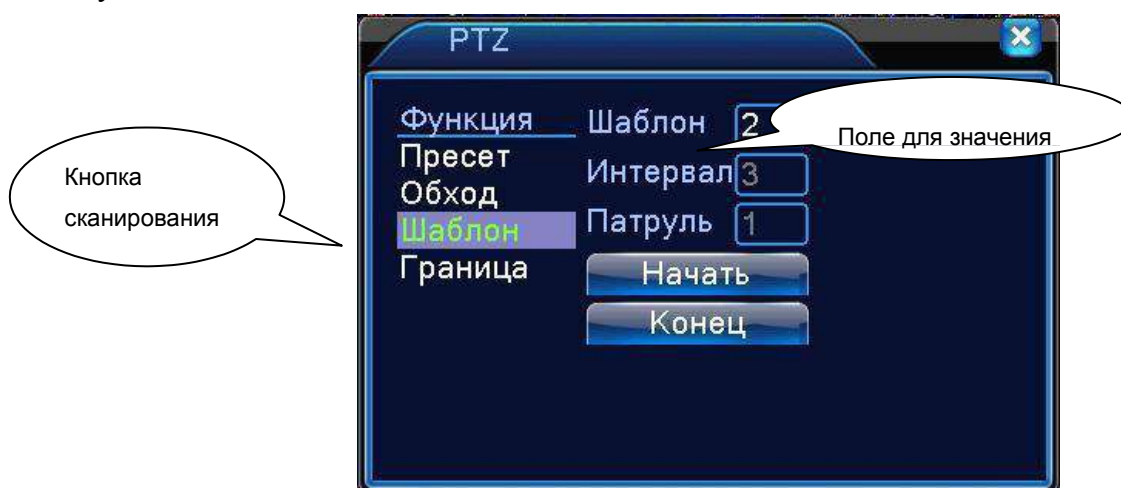 PTZ
Функция
Пресет
Обход
Шаблон
Граница
Шаблон 2
Интервал 3
Патруль 1
Начать
Конец
Кнопка
сканирования
Поле для значения